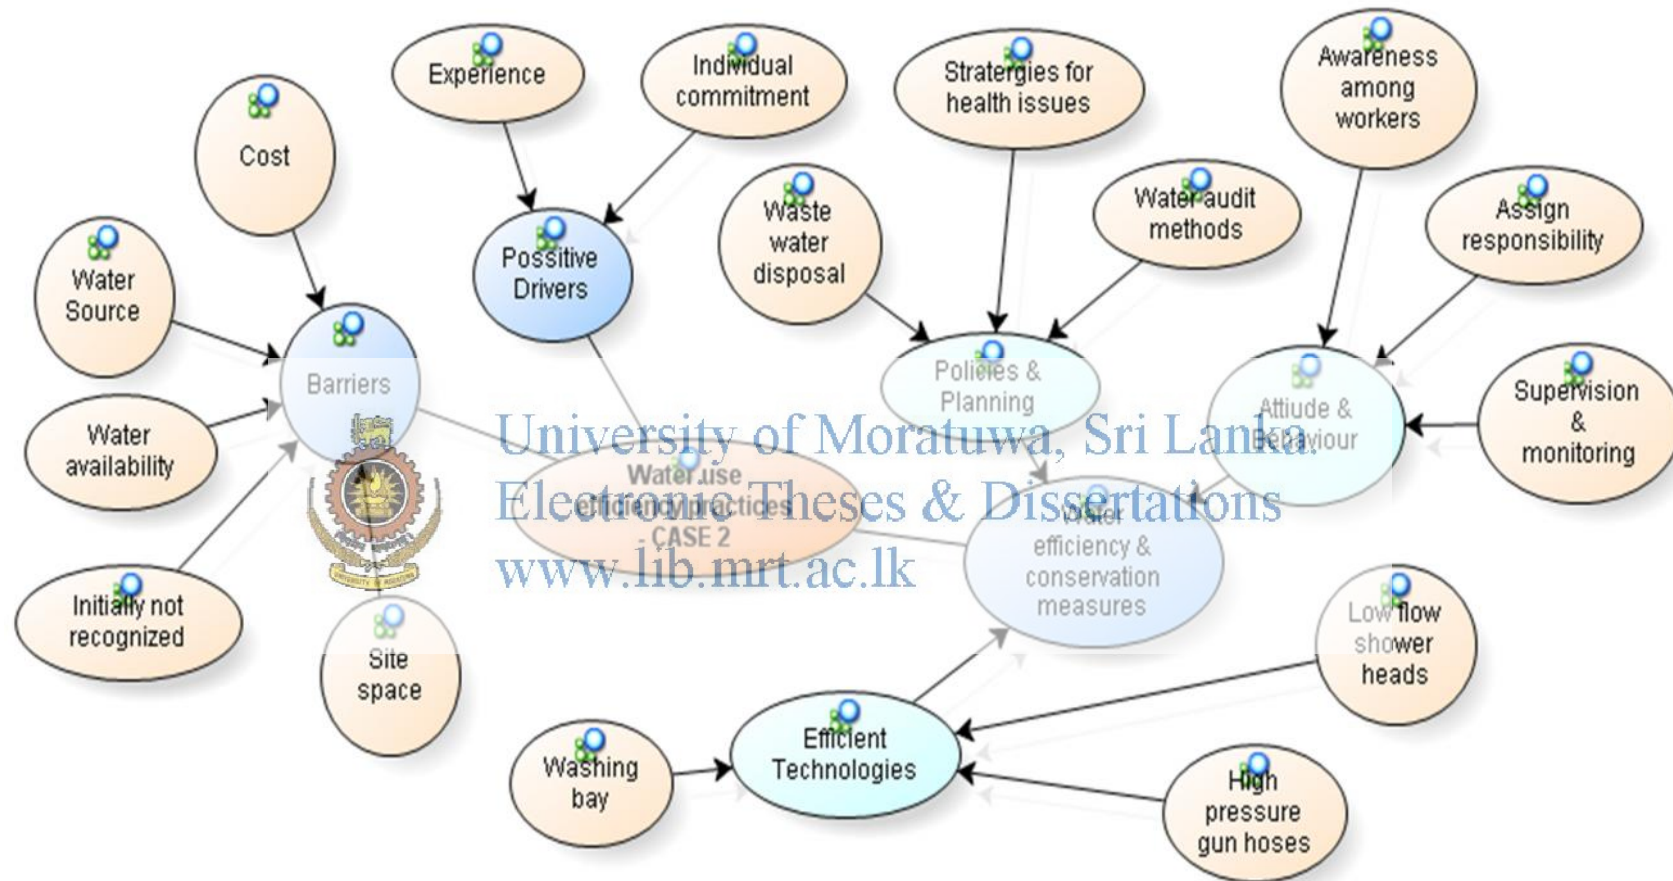 Experience
Individual
commitment
Stratergies for
health issues
Awareness
among
workers
Cost
Waste
water
disposal
Water audit
methods
Assign
responsibility
Water
Source
Possitive
Drivers
Barriers
Policies &
Planning
Attiude &
Behaviour
Supervision
&
monitoring
Water
availability
University of Moratuwa, Sri Lanka.
Electronic Theses & Dissertations
www.lib.mrt.ac.lk
Water use
efficiency practices
- CASE 2
Water
efficiency &
conservation
measures
Initially not
recognized
Site
space
Low flow
shower
heads
Efficient
Technologies
Washing
bay
High
pressure
gun hoses